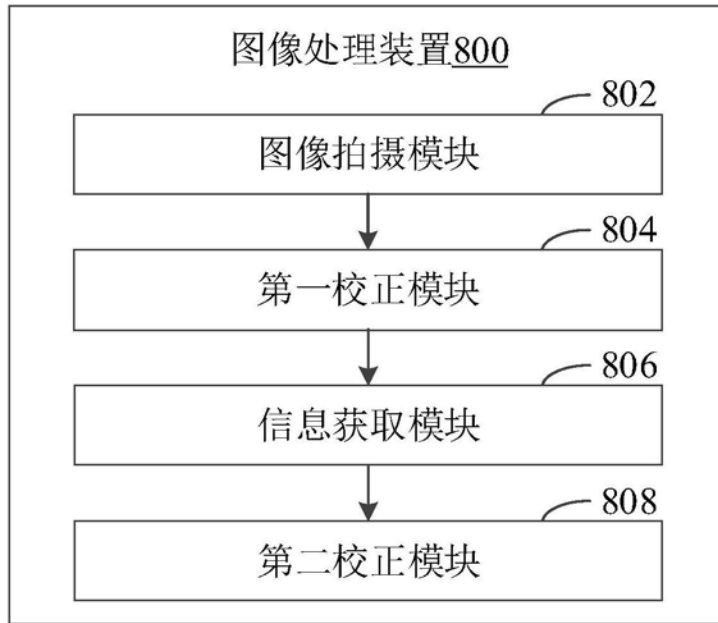 图像处理装置800
802
图像拍摄模块
804
第一校正模块
806
信息获取模块
808
第二校正模块